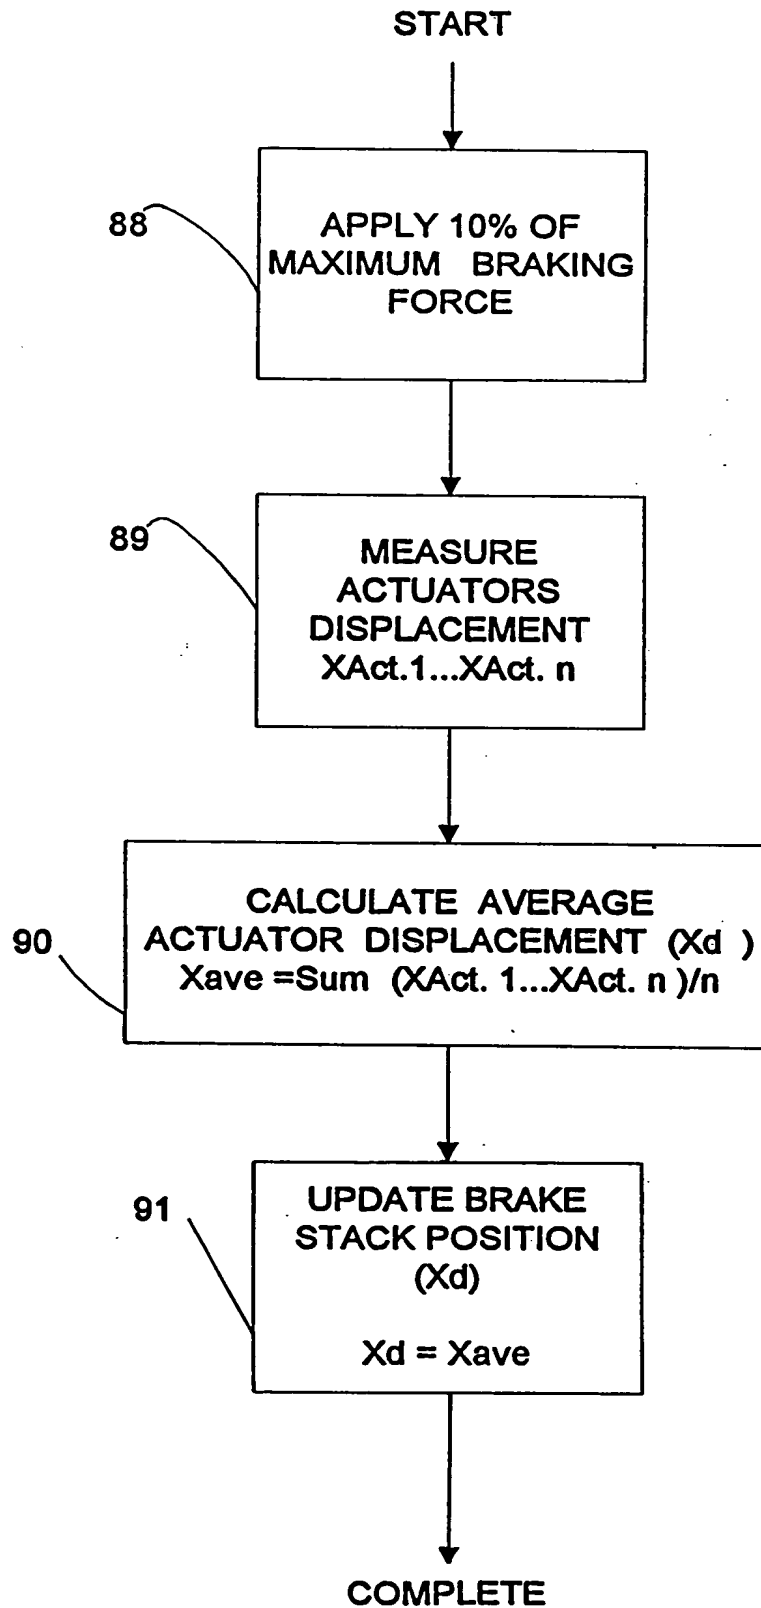 START
88
APPLY 10% OF
MAXIMUM BRAKING
FORCE
89
MEASURE
ACTUATORS
DISPLACEMENT
XAct.1...XAct. n
90
CALCULATE AVERAGE
ACTUATOR DISPLACEMENT (Xd )
Xave =Sum (XAct. 1...XAct. n )/n
91
UPDATE BRAKE
STACK POSITION
(Xd)
Xd = Xave
COMPLETE